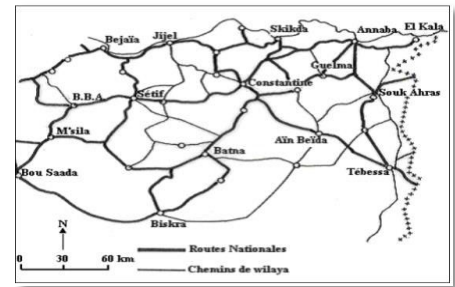 El Kala
Annaba
Skikda
Jijel
Bejaïa
Guelma
Constantine
Souk Ahras
Sétif
B.B.A
M'sila
Aïn Beïda
Batna
Tébessa
Bou Saada
Biskra
N
Routes Nationales
Chemins de wilaya
0 30 60 km